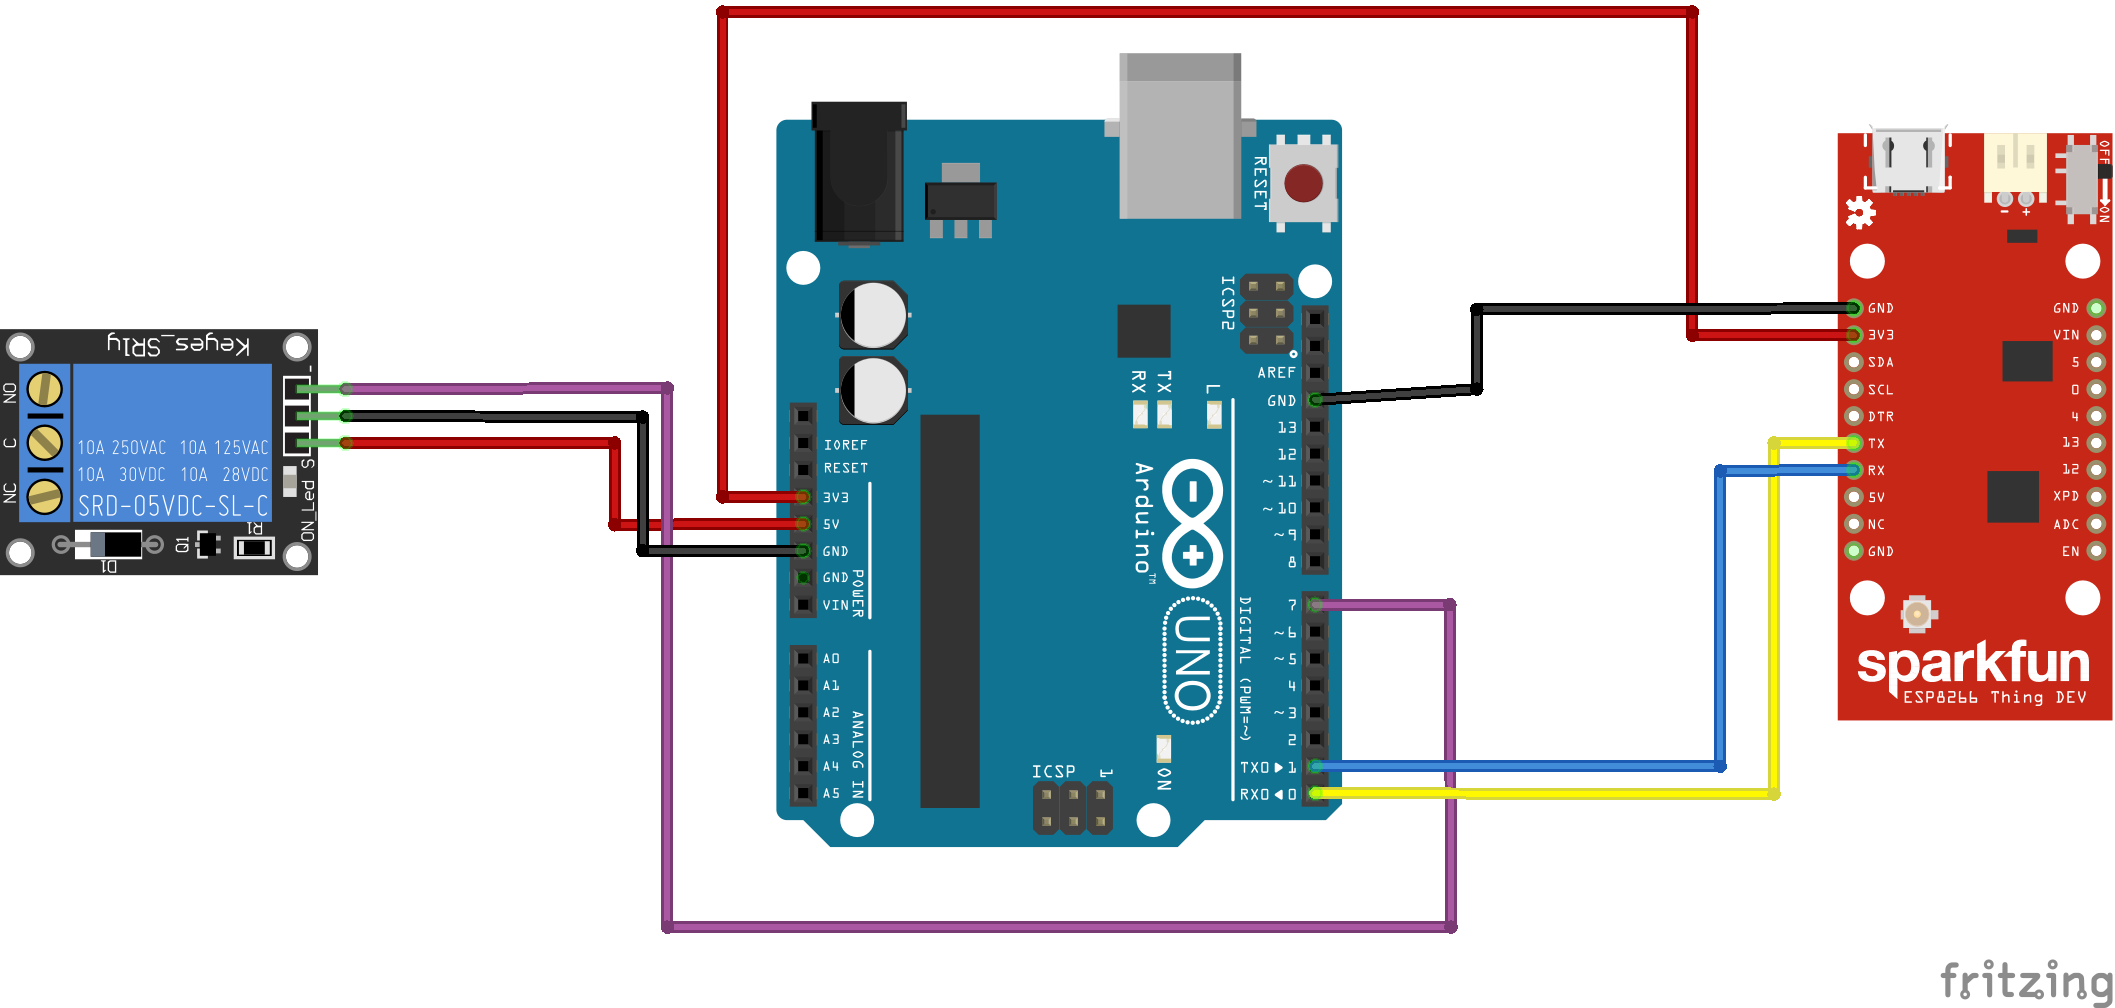 Keyes_SRly
NO
C
NC
10A 250VAC 10A 125VAC
10A 30VDC 10A 28VDC
SRD-05VDC-SL-C
-
ON_Led S
D1
Q1
R1
RESET
ICSP2
IOREF
RESET
3V3
5V
GND
GND
VIN
POWER
A0
A1
A2
A3
A4
A5
ANALOG IN
RX
TX
L
Arduino™
UNO
ICSP
1
ON
AREF
GND
13
12
~11
~10
~9
8
7
~6
~5
4
~3
2
TX0▶1
RX0◀0
DIGITAL (PWM=~)
OFF
ON
- +
GND
3V3
SDA
SCL
DTR
TX
RX
5V
NC
GND
GND
VIN
5
0
4
13
12
XPD
ADC
EN
sparkfun
ESP8266 Thing DEV
fritzing